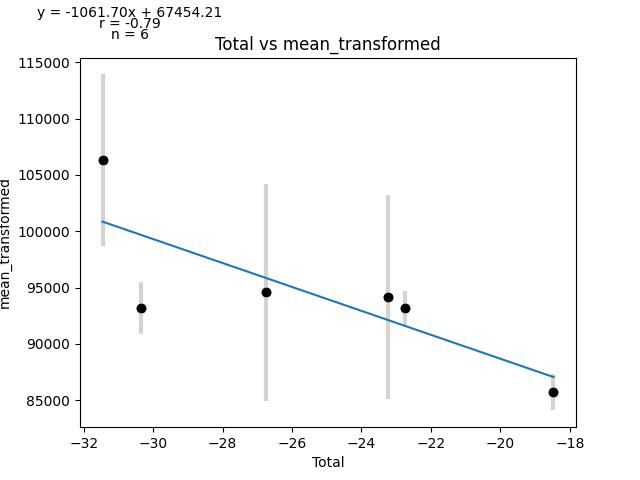 y = -1061.70x + 67454.21
r = -0.79
n = 6
Total vs mean_transformed
115000
110000
105000
100000
95000
90000
85000
mean_transformed
−32 −30 −28 −26 −24 −22 −20 −18
Total